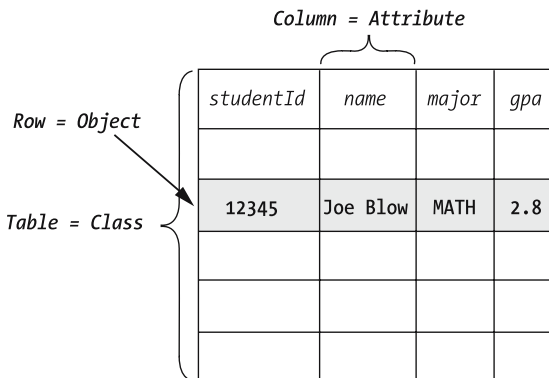 Column = Attribute
studentId name major gpa
Row = Object
12345 Joe Blow MATH 2.8
Table = Class